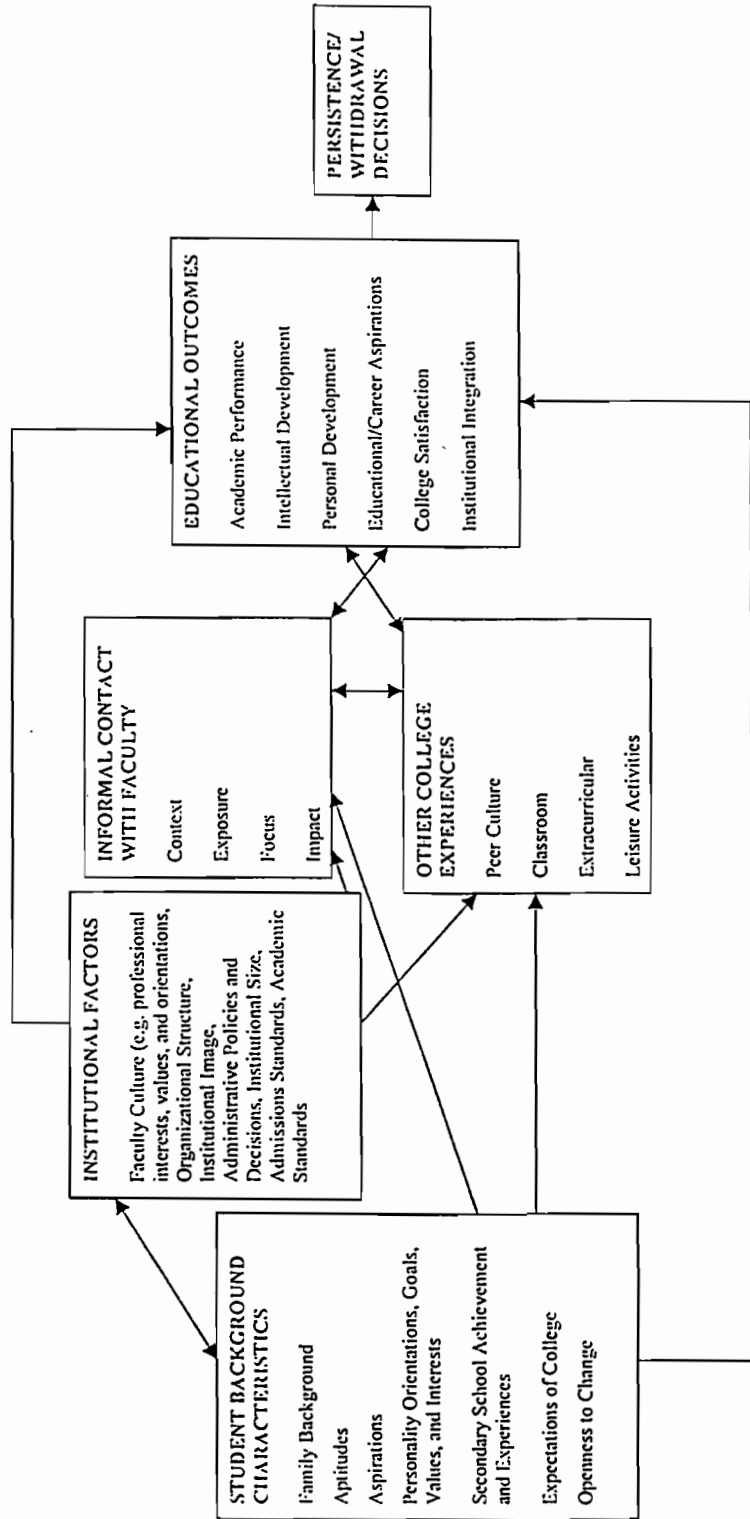 STUDENT BACKGROUND
CHARACTERISTICS
Family Background
Aptitudes
Aspirations
Personality Orientations, Goals,
Values, and Interests
Secondary School Achievement
and Experiences
Expectations of College
Openness to Change
INSTITUTIONAL FACTORS
Faculty Culture (e.g. professional
interests, values, and orientations,
Organizational Structure,
Institutional Image,
Administrative Policies and
Decisions, Institutional Size,
Admissions Standards, Academic
Standards
INFORMAL CONTACT
WITH FACULTY
Context
Exposure
Focus
Impact
OTHER COLLEGE
EXPERIENCES
Peer Culture
Classroom
Extracurricular
Leisure Activities
EDUCATIONAL OUTCOMES
Academic Performance
Intellectual Development
Personal Development
Educational/Career Aspirations
College Satisfaction
Institutional Integration
PERSISTENCE/
WITHDRAWAL
DECISIONS